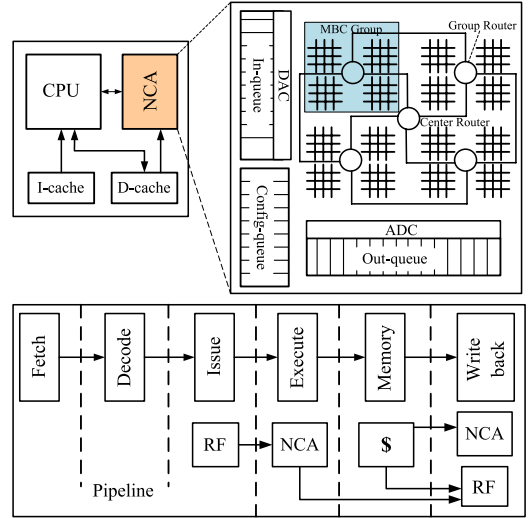 CPU
NCA
I-cache
D-cache
In-queue
DAC
Config-queue
MBC Group
Group Router
Center Router
ADC
Out-queue
Fetch
Decode
Issue
Execute
Memory
Write
back
RF
NCA
$
NCA
RF
Pipeline